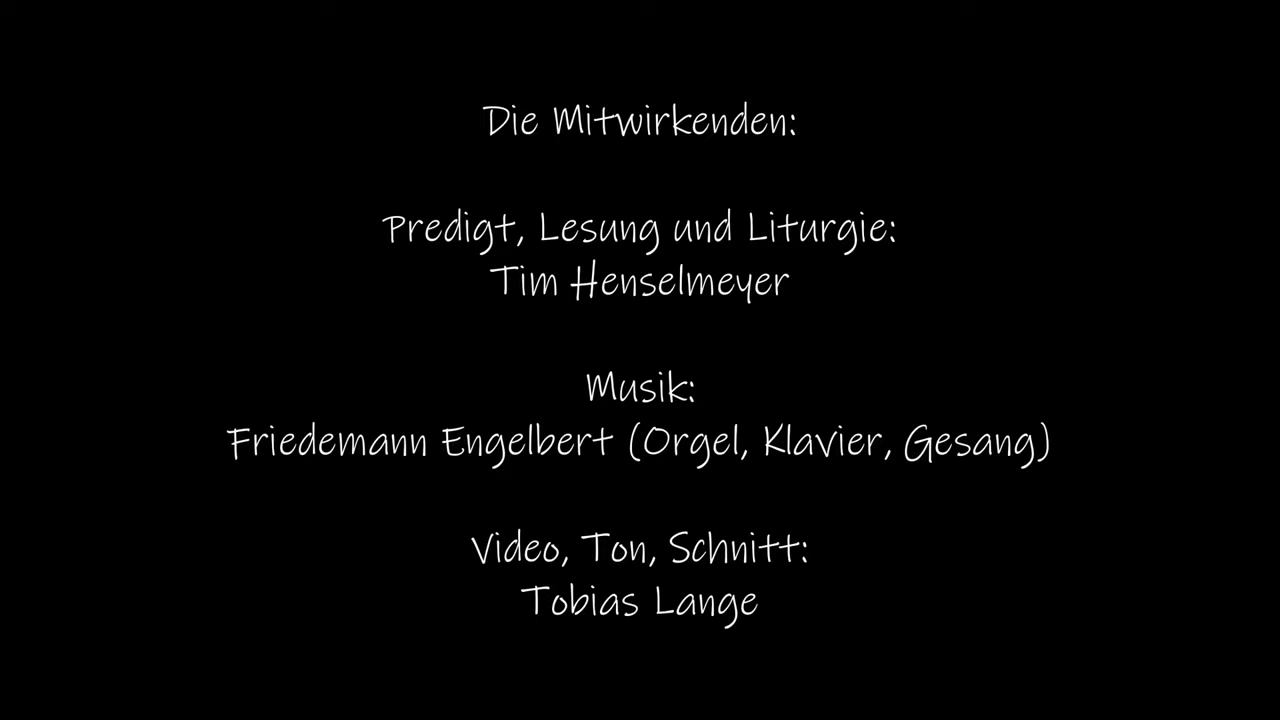 Die Mitwirkenden:
Predigt, Lesung und Liturgie:
Tim Henselmeyer
Musik:
Friedemann Engelbert (Orgel, Klavier, Gesang)
Video, Ton, Schnitt:
Tobias Lange